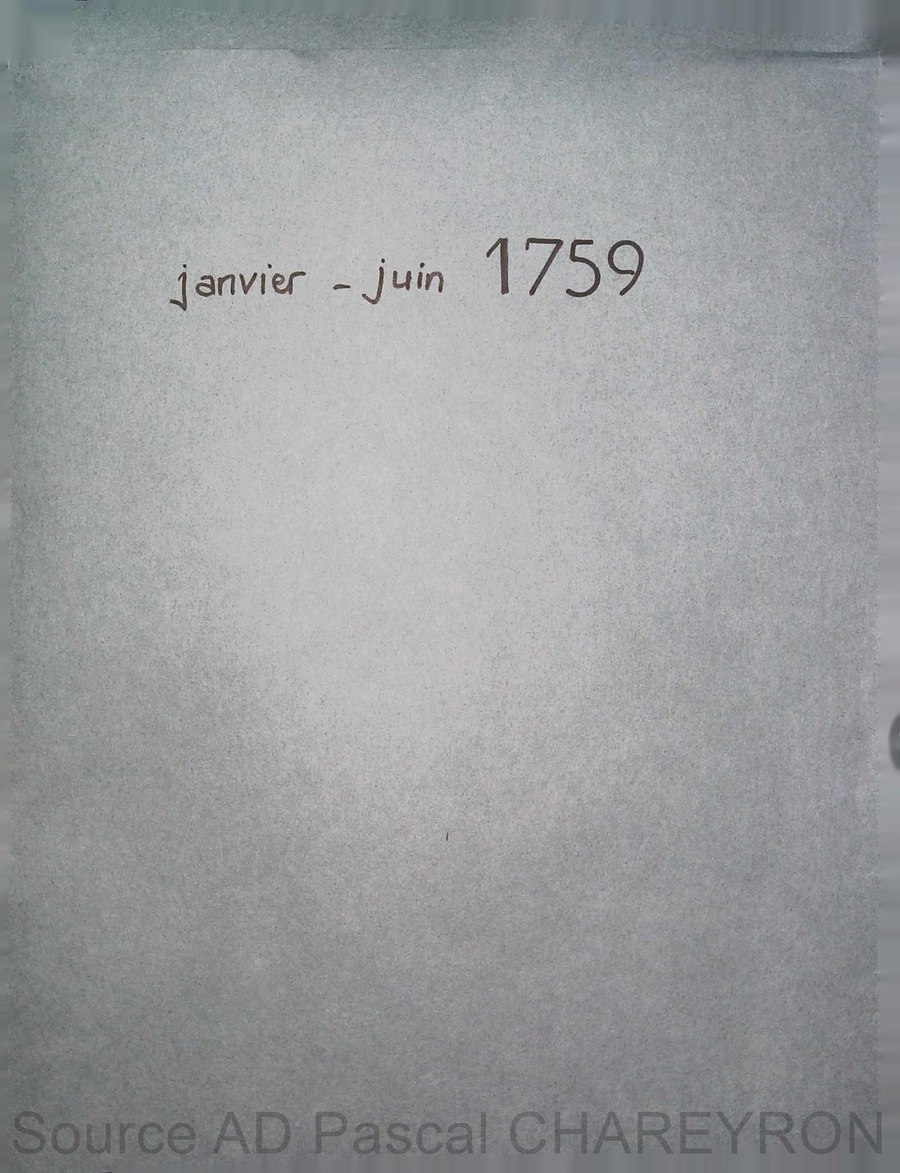 janvier - juin 1759
Source AD Pascal CHAREYRON